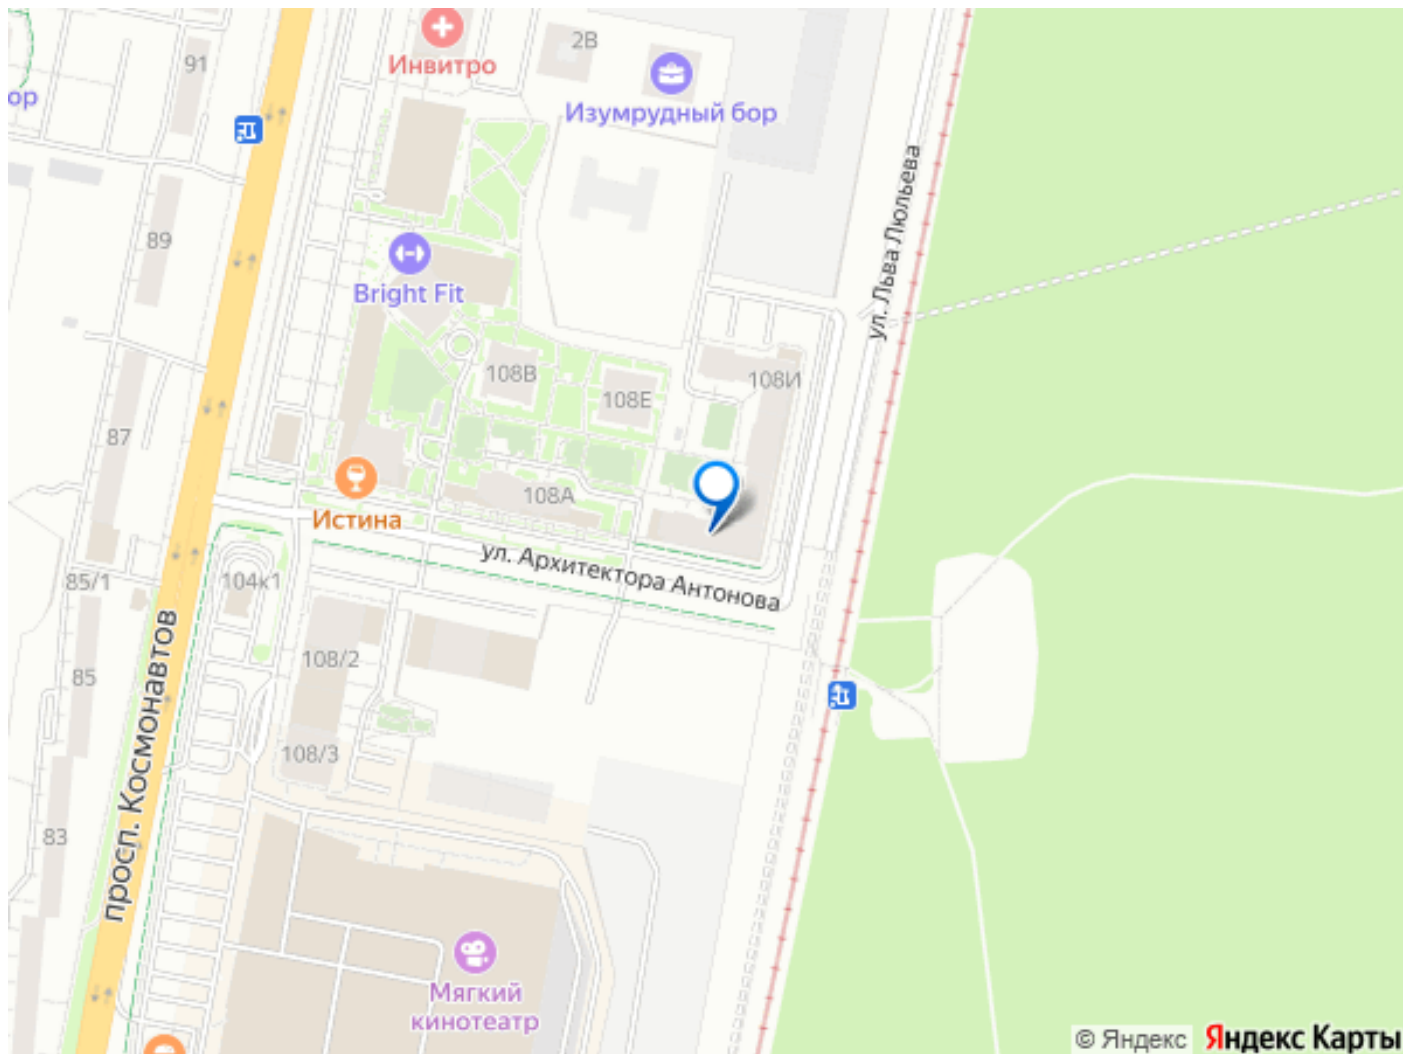 91
ор
Инвитро
2В
Изумрудный бор
89
Bright Fit
ул. Льва Люльева
108В
108Е
108И
87
Истина
108А
ул. Архитектора Антонова
85/1
104к1
просп. Космонавтов
85
108/2
108/3
83
Мягкий
кинотеатр
© Яндекс
Яндекс Карты